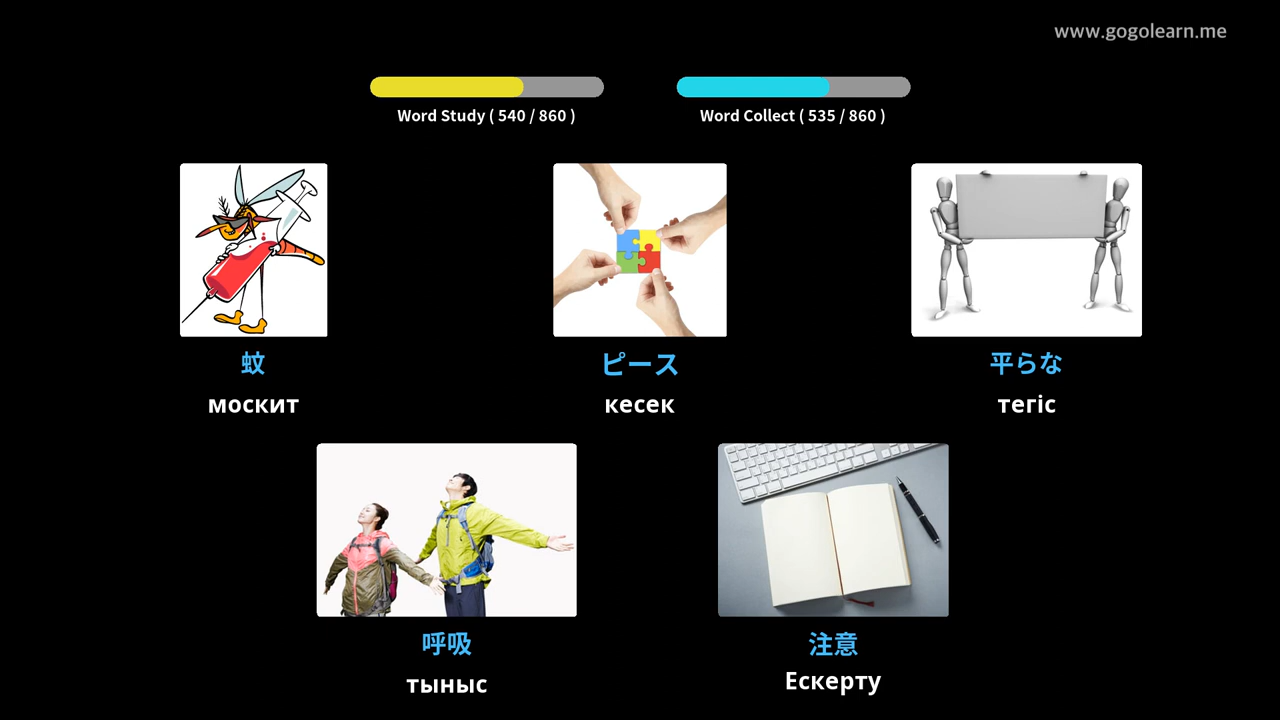 www.gogolearn.me
Word Study ( 540 / 860 )
Word Collect ( 535 / 860 )
蚊
москит
ピース
кесек
平らな
тегіс
呼吸
тыныс
注意
Ескерту